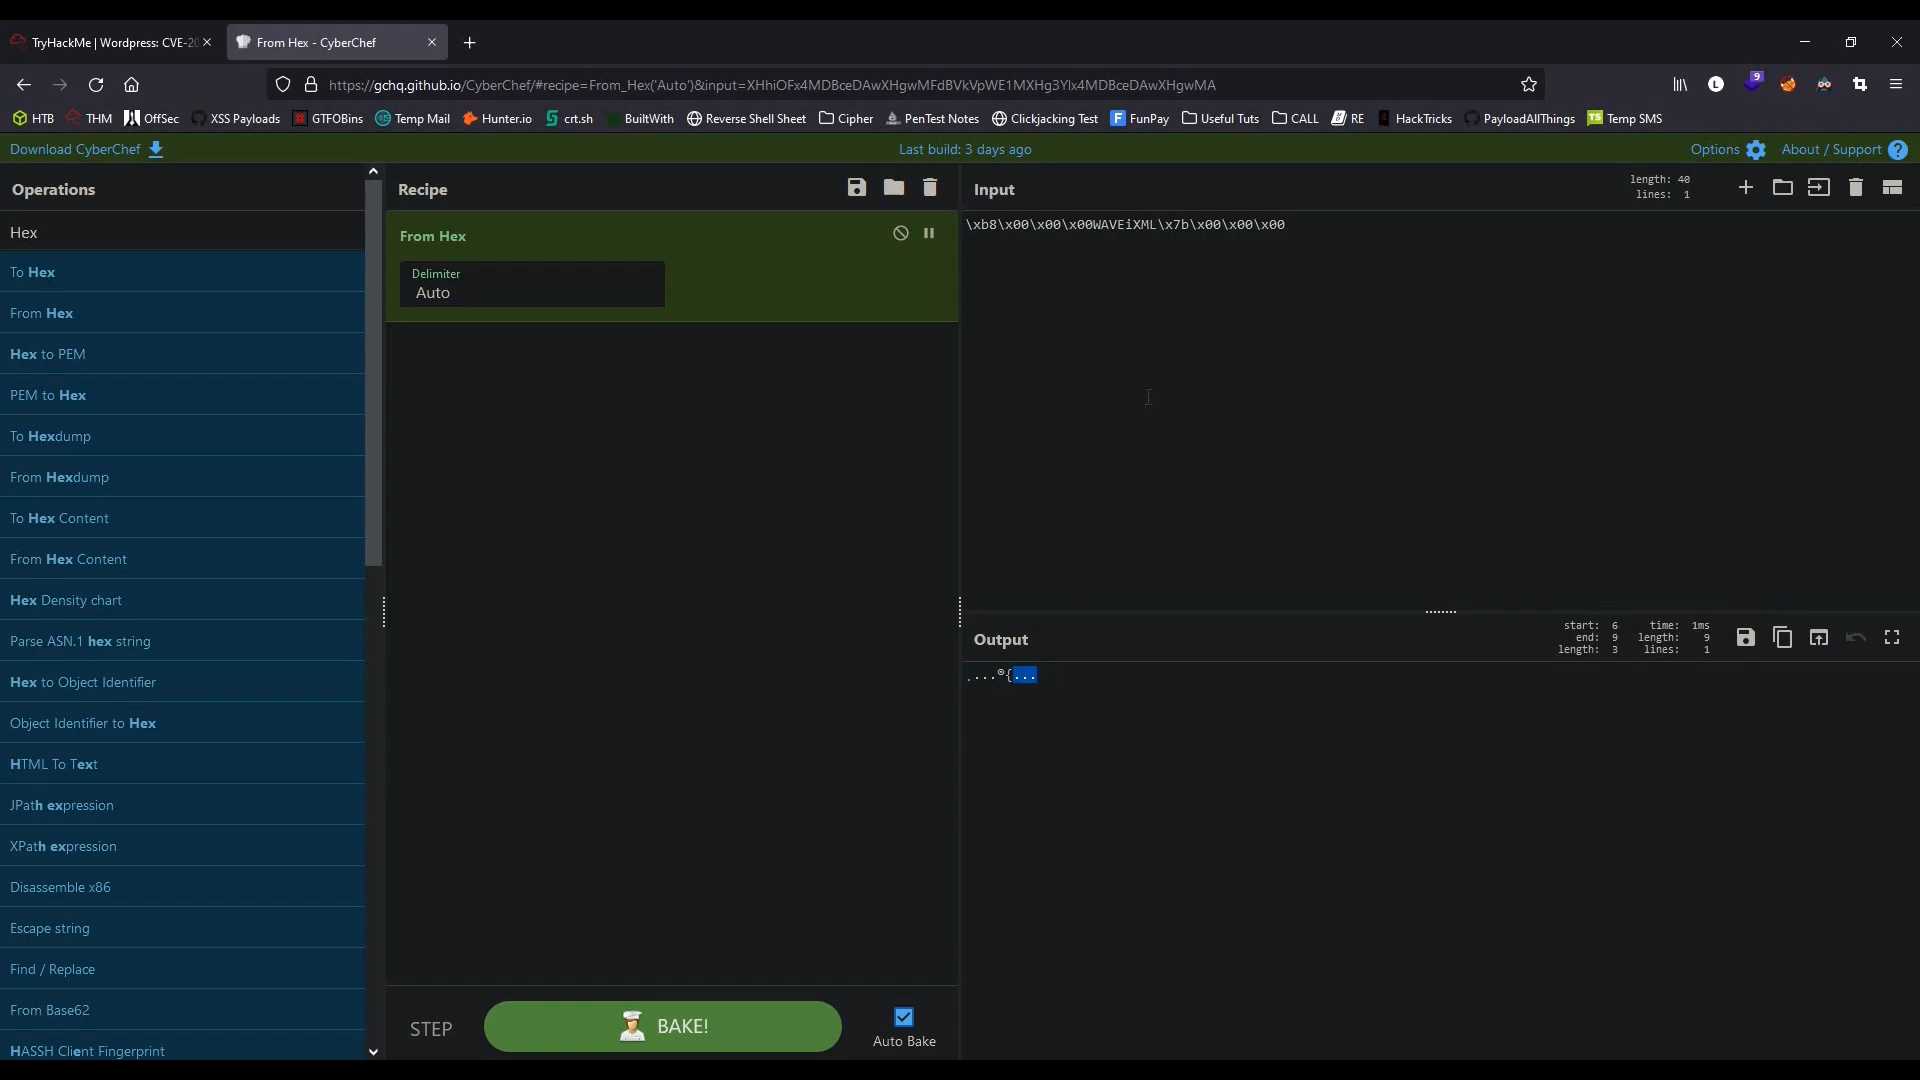 TryHackMe | Wordpress: CVE-20
From Hex - CyberChef
https://gchq.github.io/CyberChef/#recipe=From_Hex('Auto')&input=XHhiOFx4MDBceDAwXHgwMFdBVkVpWE1MXHg3Ylx4MDBceDAwXHgwMA
9
HTB
THM
OffSec
XSS Payloads
GTFOBins
Temp Mail
Hunter.io
crt.sh
BuiltWith
Reverse Shell Sheet
Cipher
PenTest Notes
Clickjacking Test
FunPay
Useful Tuts
CALL
RE
HackTricks
PayloadAllThings
TS
Temp SMS
Download CyberChef
Last build: 3 days ago
Options
About / Support
Operations
Hex
To Hex
From Hex
Hex to PEM
PEM to Hex
To Hexdump
From Hexdump
To Hex Content
From Hex Content
Hex Density chart
Parse ASN.1 hex string
Hex to Object Identifier
Object Identifier to Hex
HTML To Text
JPath expression
XPath expression
Disassemble x86
Escape string
Find / Replace
From Base62
HASSH Client Fingerprint
Recipe
From Hex
Delimiter
Auto
STEP
BAKE!
Auto Bake
Input
length: 40
lines: 1
\xb8\x00\x00\x00WAVEiXML\x7b\x00\x00\x00
Output
start: 6 time: 1ms
end: 9 length: 9
length: 3 lines: 1
¸...®{...